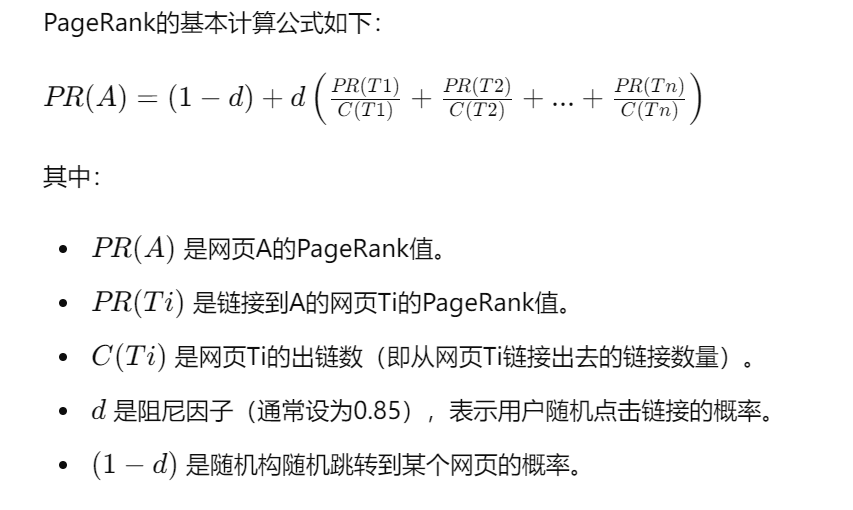 PageRank的基本计算公式如下：
PR(A) = (1 − d) + d ( PR(T1)/C(T1) + PR(T2)/C(T2) + ... + PR(Tn)/C(Tn) )
其中：
• PR(A) 是网页A的PageRank值。
• PR(Ti) 是链接到A的网页Ti的PageRank值。
• C(Ti) 是网页Ti的出链数（即从网页Ti链接出去的链接数量）。
• d 是阻尼因子（通常设为0.85），表示用户随机点击链接的概率。
• (1 − d) 是随机构随机跳转到某个网页的概率。